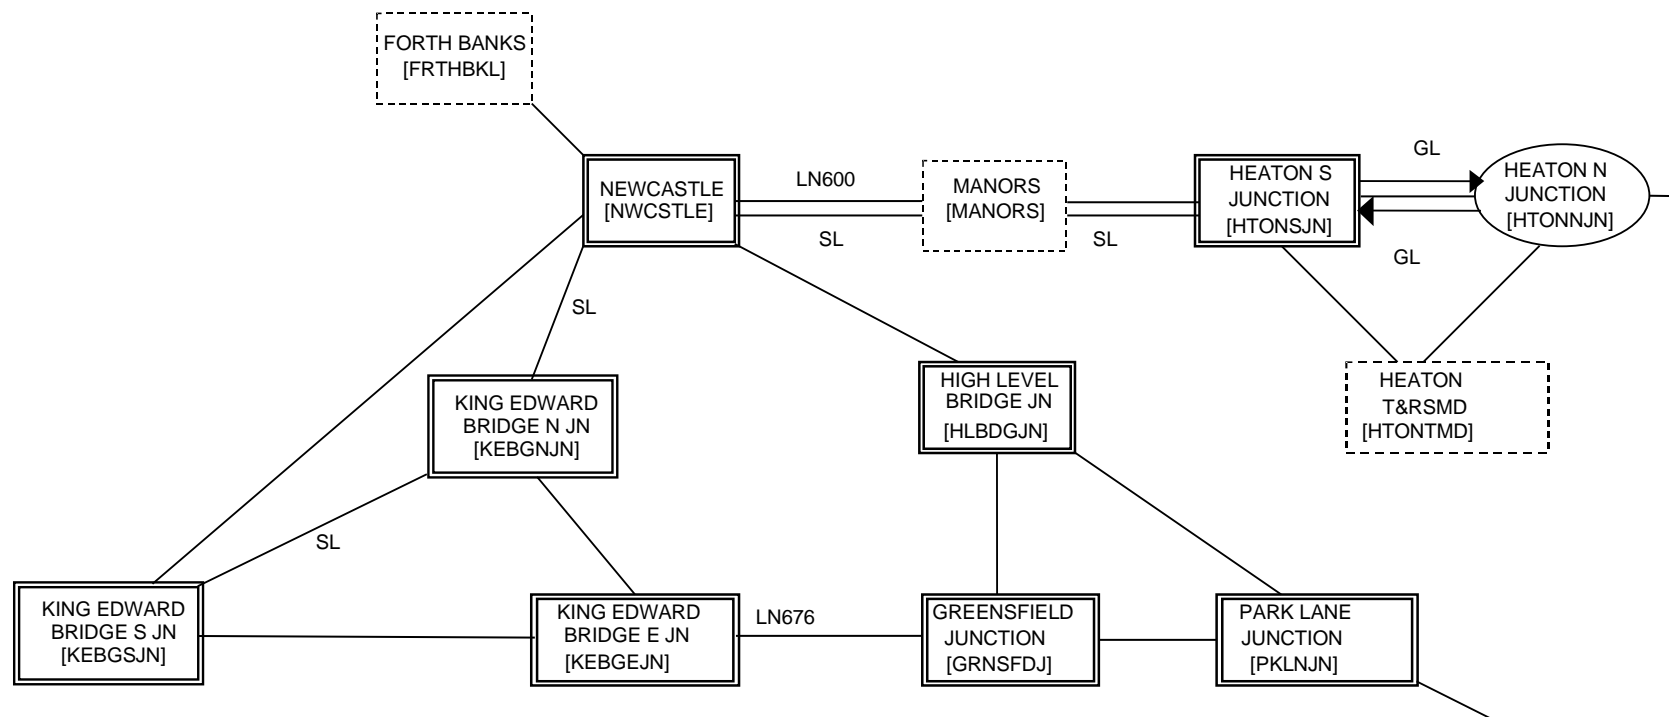 FORTH BANKS
[FRTHBKL]
NEWCASTLE
[NWCSTLE]
LN600
SL
MANORS
[MANORS]
SL
HEATON S
JUNCTION
[HTONSJN]
GL
GL
HEATON N
JUNCTION
[HTONNJN]
SL
KING EDWARD
BRIDGE N JN
[KEBGNJN]
HIGH LEVEL
BRIDGE JN
[HLBDGJN]
HEATON
T&RSMD
[HTONTMD]
SL
KING EDWARD
BRIDGE S JN
[KEBGSJN]
KING EDWARD
BRIDGE E JN
[KEBGEJN]
LN676
GREENSFIELD
JUNCTION
[GRNSFDJ]
PARK LANE
JUNCTION
[PKLNJN]